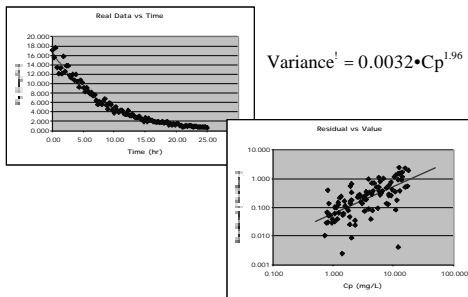 Real Data vs Time
20.000
18.000
16.000
14.000
12.000
10.000
8.000
6.000
4.000
2.000
0.000
0.00 5.00 10.00 15.00 20.00 25.00
Time (hr)
Variance! = 0.0032•Cp1.96
Residual vs Value
10.000
1.000
0.100
0.010
0.001
0.100 1.000 10.000 100.000
Cp (mg/L)